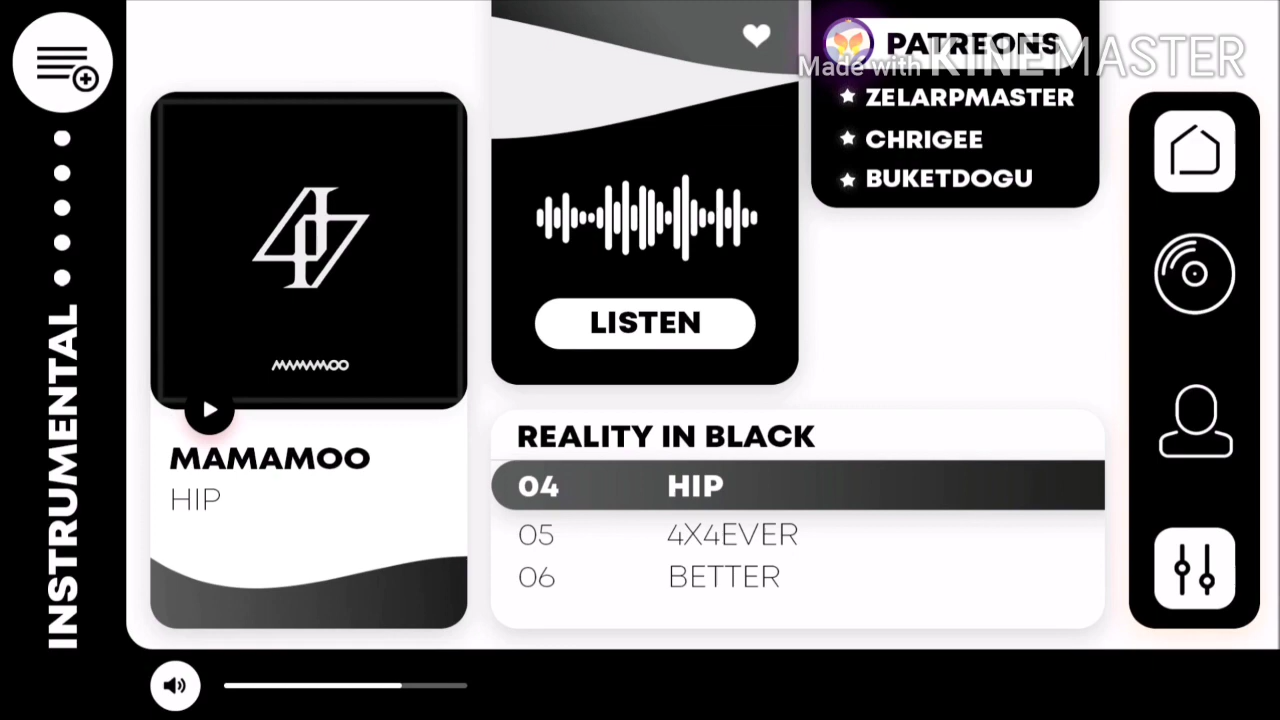 INSTRUMENTAL
MAMAMOO
MAMAMOO
HIP
LISTEN
PATREONS
Made with KINEMASTER
ZELARPMASTER
CHRIGEE
BUKETDOGU
REALITY IN BLACK
04 HIP
05 4X4EVER
06 BETTER